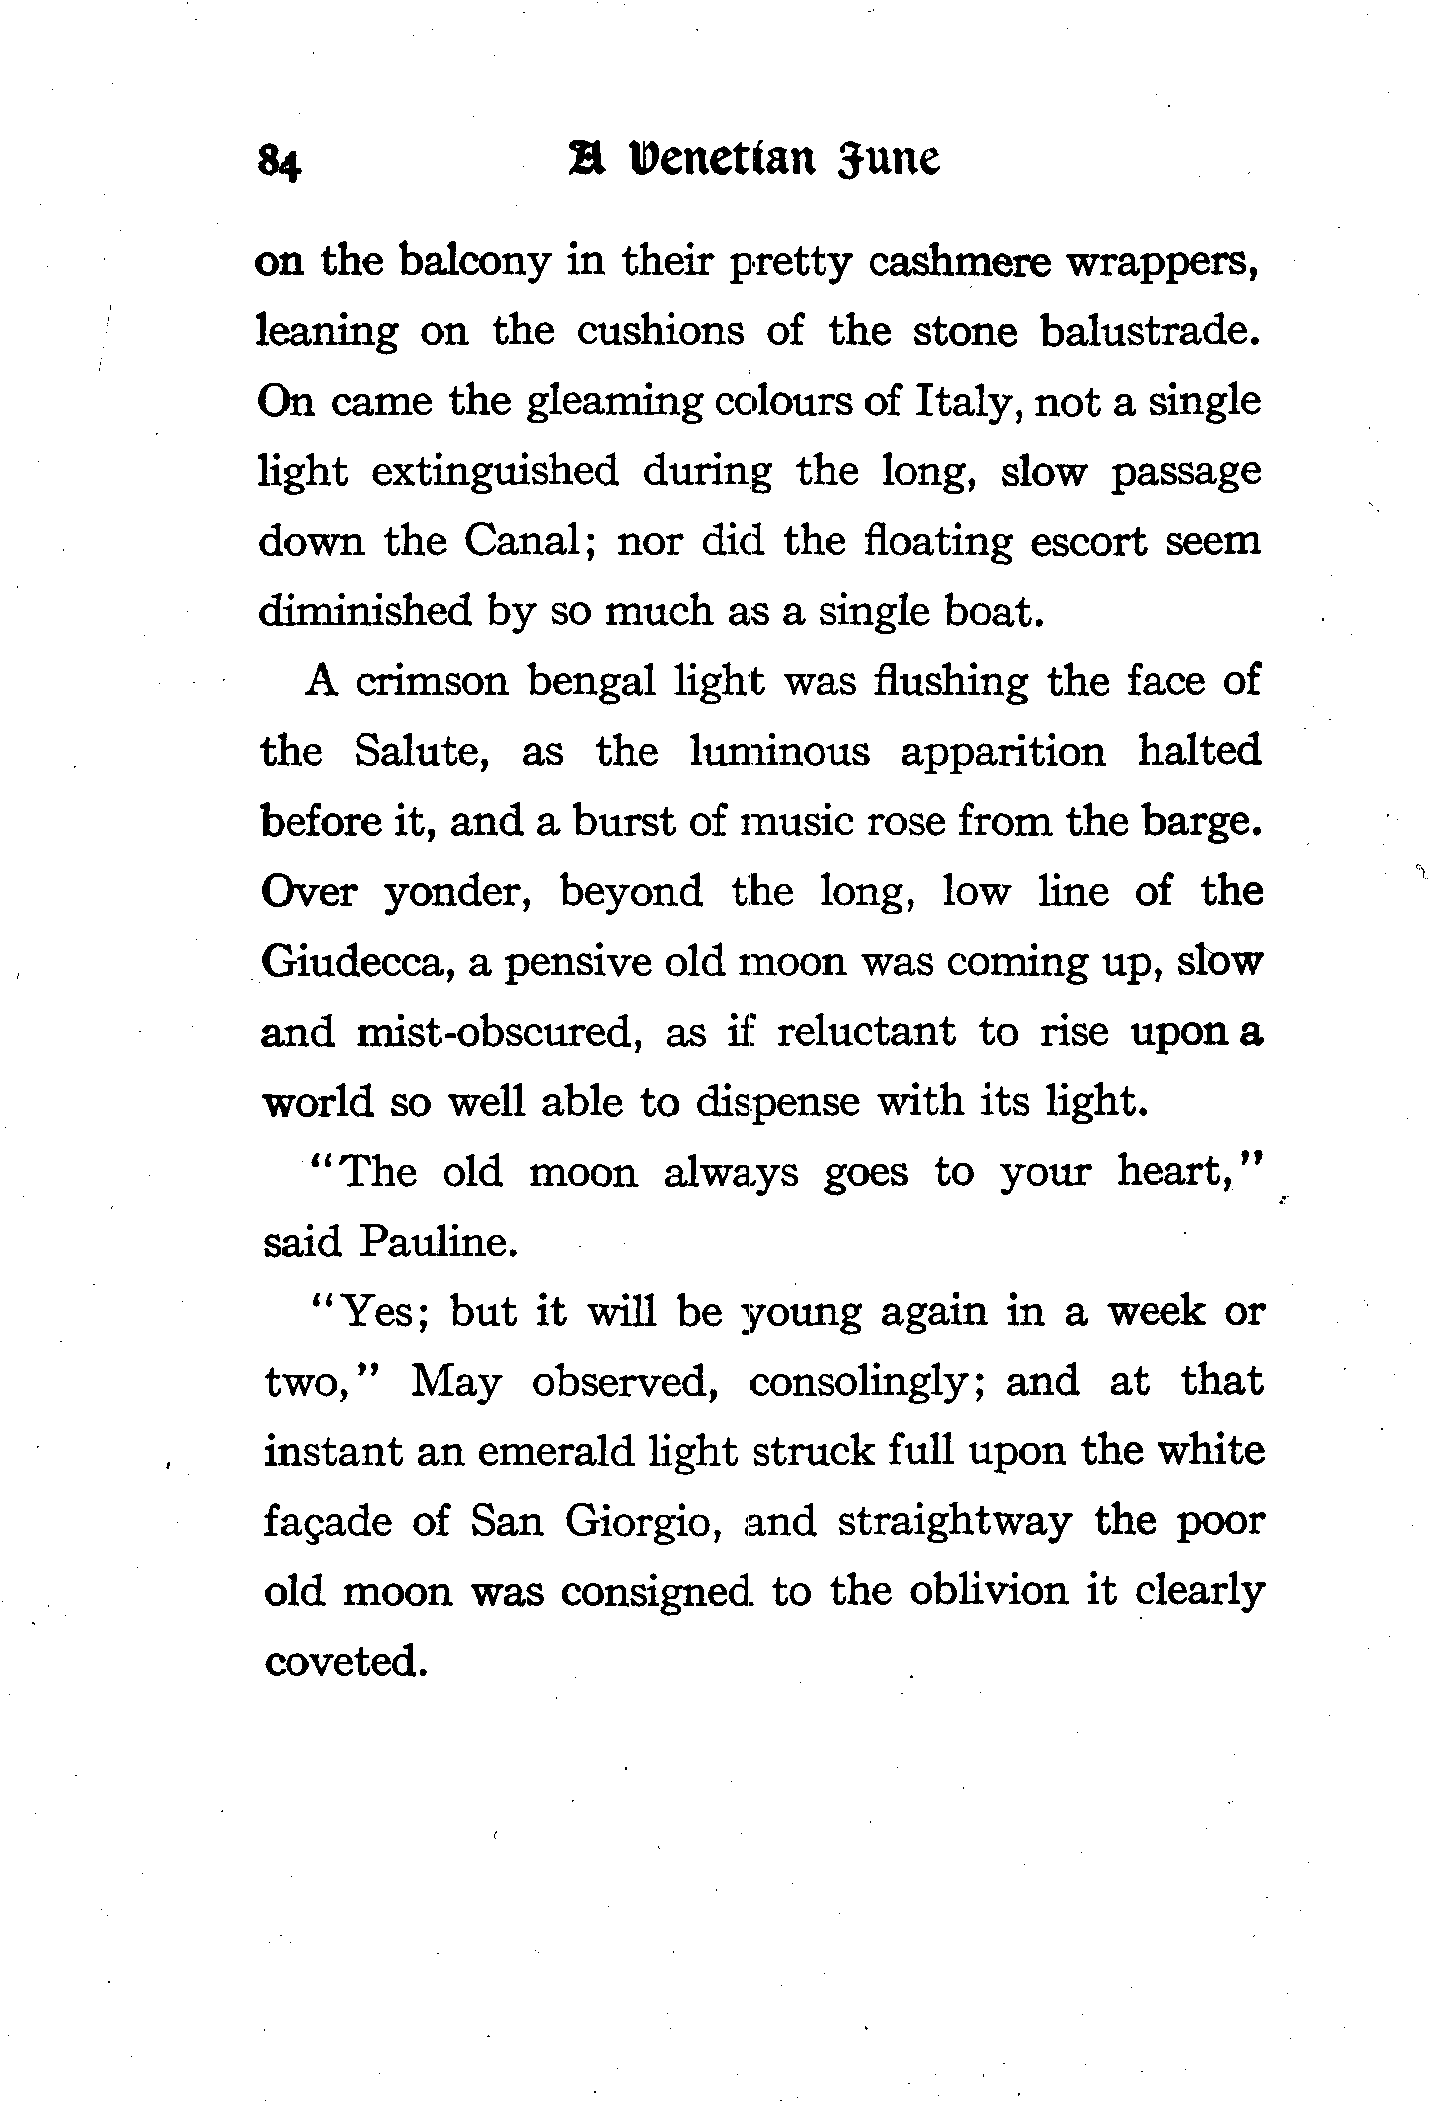 84 A Venetian June
on the balcony in their pretty cashmere wrappers,
leaning on the cushions of the stone balustrade.
On came the gleaming colours of Italy, not a single
light extinguished during the long, slow passage
down the Canal; nor did the floating escort seem
diminished by so much as a single boat.
A crimson bengal light was flushing the face of
the Salute, as the luminous apparition halted
before it, and a burst of music rose from the barge.
Over yonder, beyond the long, low line of the
Giudecca, a pensive old moon was coming up, slow
and mist-obscured, as if reluctant to rise upon a
world so well able to dispense with its light.
"The old moon always goes to your heart,"
said Pauline.
"Yes; but it will be young again in a week or
two," May observed, consolingly; and at that
instant an emerald light struck full upon the white
façade of San Giorgio, and straightway the poor
old moon was consigned to the oblivion it clearly
coveted.